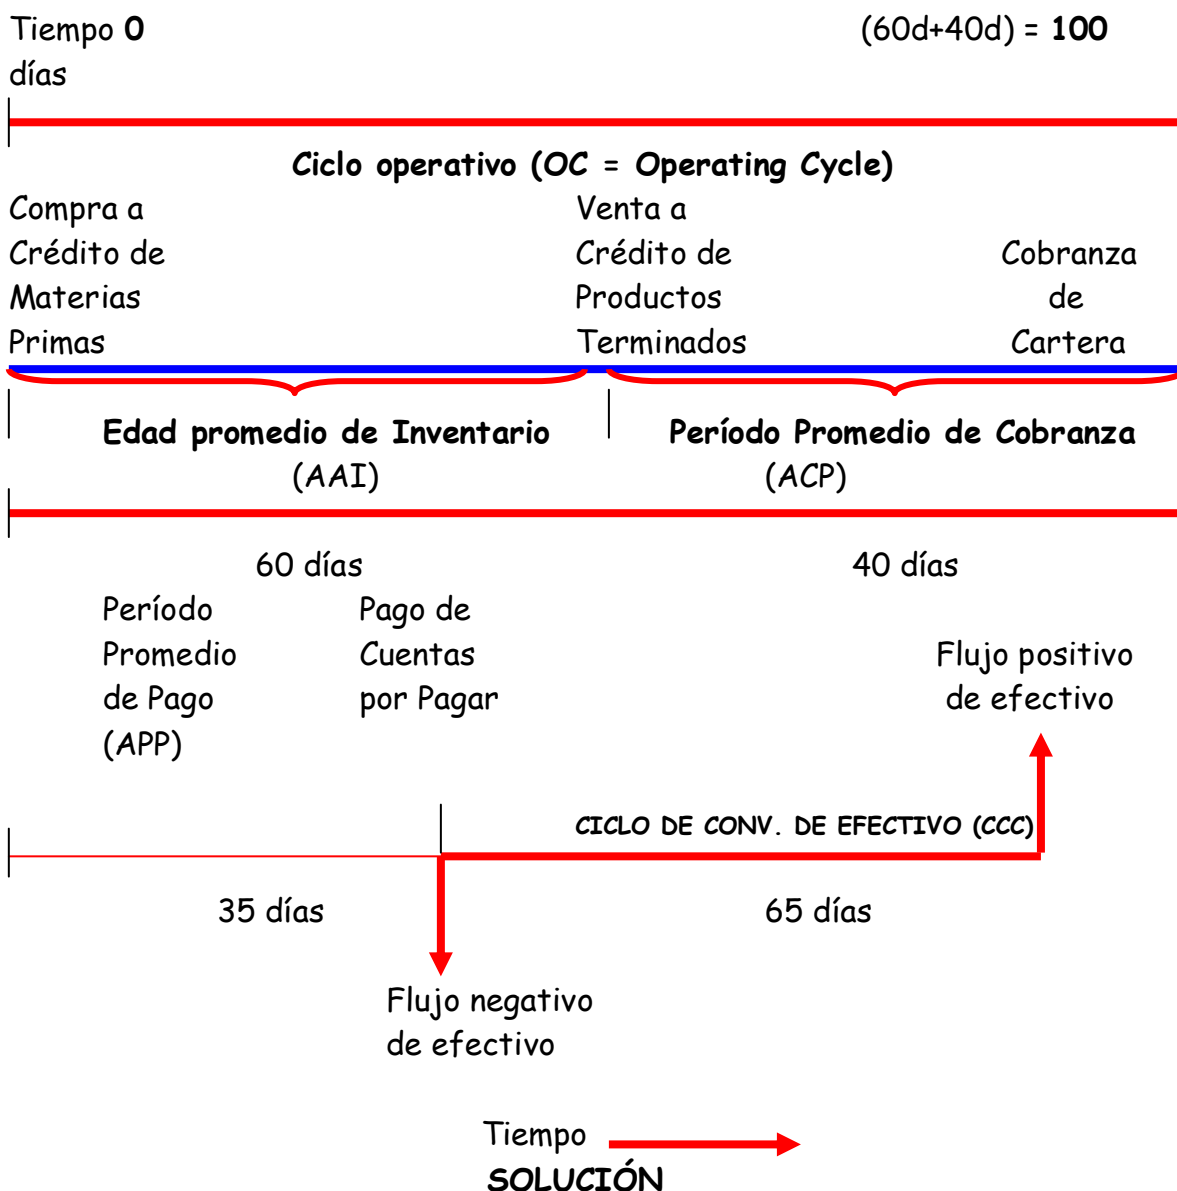 Tiempo 0 (60d+40d) = 100
días
Ciclo operativo (OC = Operating Cycle)
Compra a Venta a
Crédito de Crédito de Cobranza
Materias Productos de
Primas Terminados Cartera
Edad promedio de Inventario Período Promedio de Cobranza
(AAI) (ACP)
60 días 40 días
Período Pago de
Promedio Cuentas Flujo positivo
de Pago por Pagar de efectivo
(APP)
CICLO DE CONV. DE EFECTIVO (CCC)
35 días 65 días
Flujo negativo
de efectivo
Tiempo
SOLUCIÓN